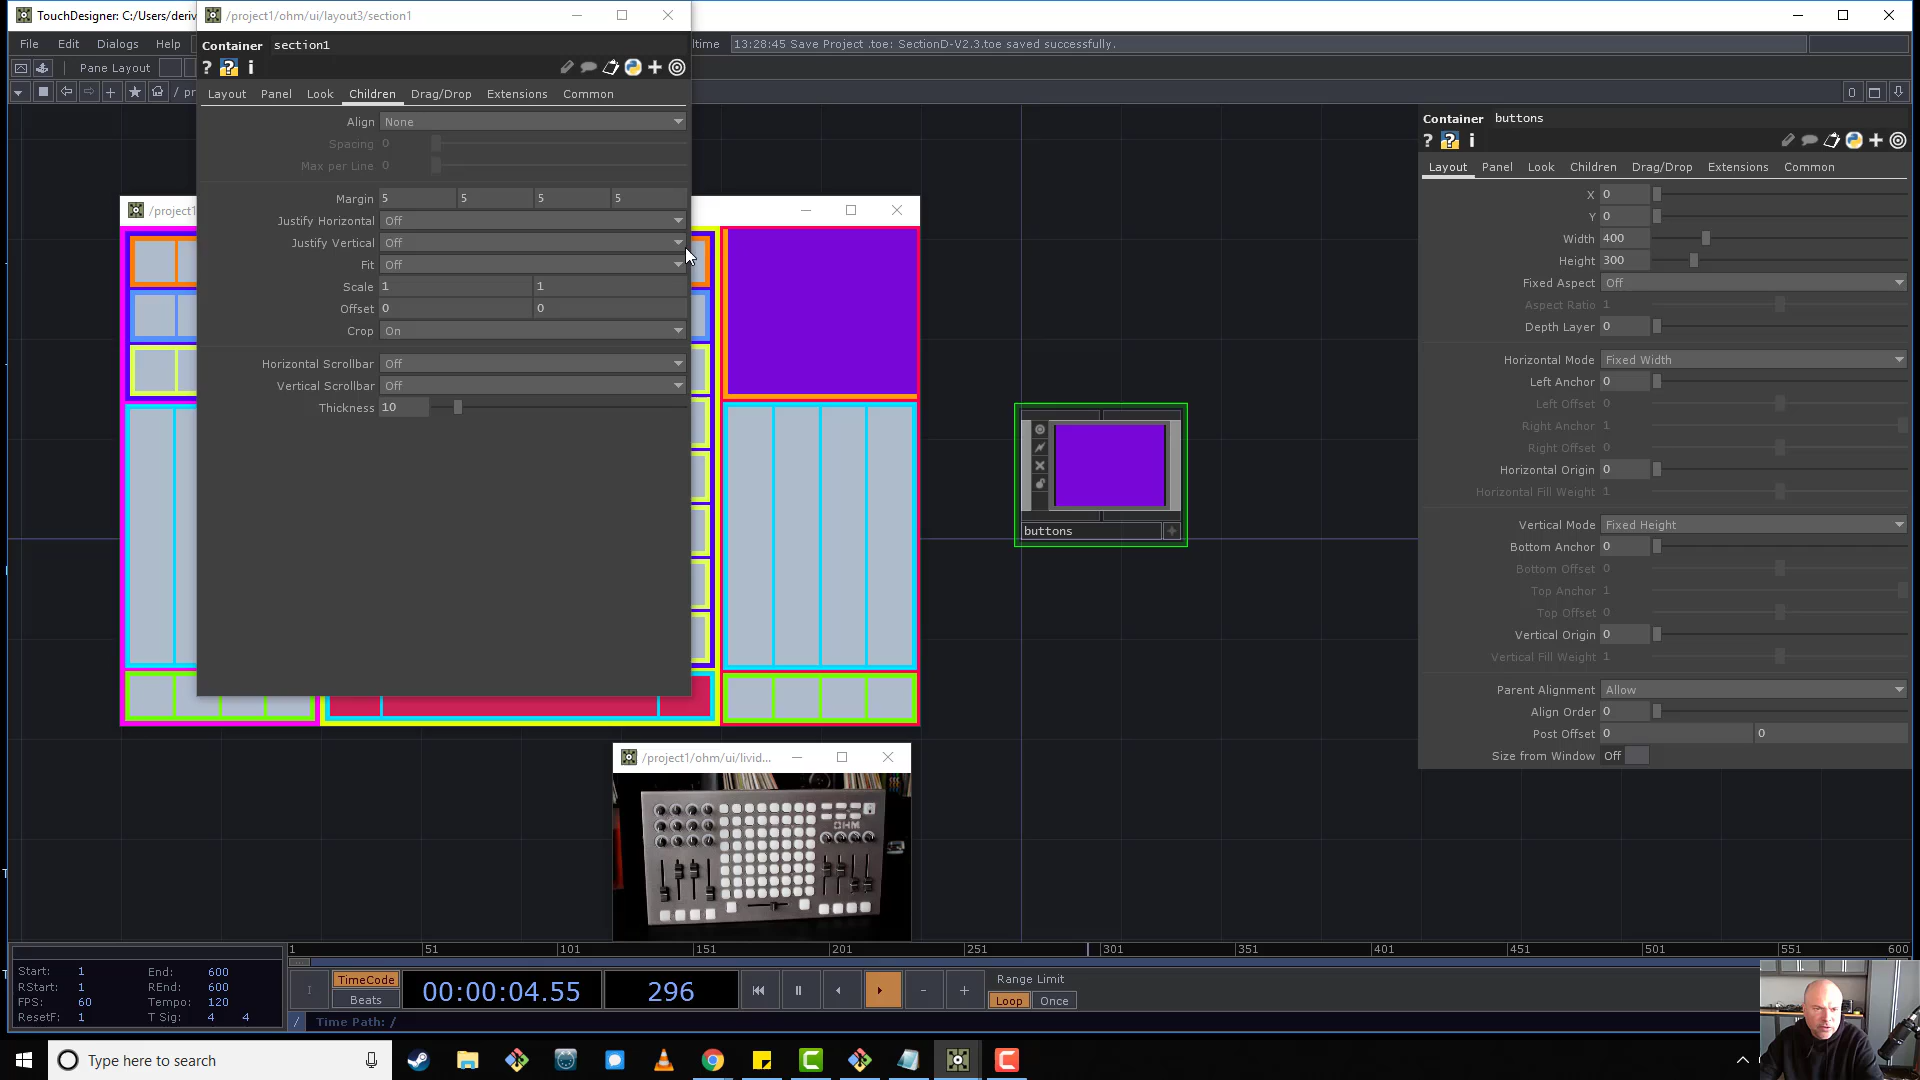 TouchDesigner: C:/Users/deriv
/project1/ohm/ui/layout3/section1
Container section1
File Edit Dialogs Help
ltime
13:28:45 Save Project .toe: SectionD-V2.3.toe saved successfully.
Pane Layout
/ pr
0
? ? i
Layout Panel Look Children Drag/Drop Extensions Common
Align None
Spacing 0
Max per Line 0
Margin 5 5 5 5
Justify Horizontal Off
Justify Vertical Off
Fit Off
Scale 1 1
Offset 0 0
Crop On
Horizontal Scrollbar Off
Vertical Scrollbar Off
Thickness 10
/project1
Container buttons
? ? i
Layout Panel Look Children Drag/Drop Extensions Common
X 0
Y 0
Width 400
Height 300
Fixed Aspect Off
Aspect Ratio 1
Depth Layer 0
Horizontal Mode Fixed Width
Left Anchor 0
Left Offset 0
Right Anchor 1
Right Offset 0
Horizontal Origin 0
Horizontal Fill Weight 1
Vertical Mode Fixed Height
Bottom Anchor 0
Bottom Offset 0
Top Anchor 1
Top Offset 0
Vertical Origin 0
Vertical Fill Weight 1
Parent Alignment Allow
Align Order 0
Post Offset 0 0
Size from Window Off
buttons
/project1/ohm/ui/livid...
OHM
1 51 101 151 201 251 301 351 401 451 501 551 600
Start: 1 End: 600
RStart: 1 REnd: 600
FPS: 60 Tempo: 120
ResetF: 1 T Sig: 4 4
TimeCode
Beats
00:00:04.55
296
Range Limit
Loop Once
/ Time Path: /
Type here to search